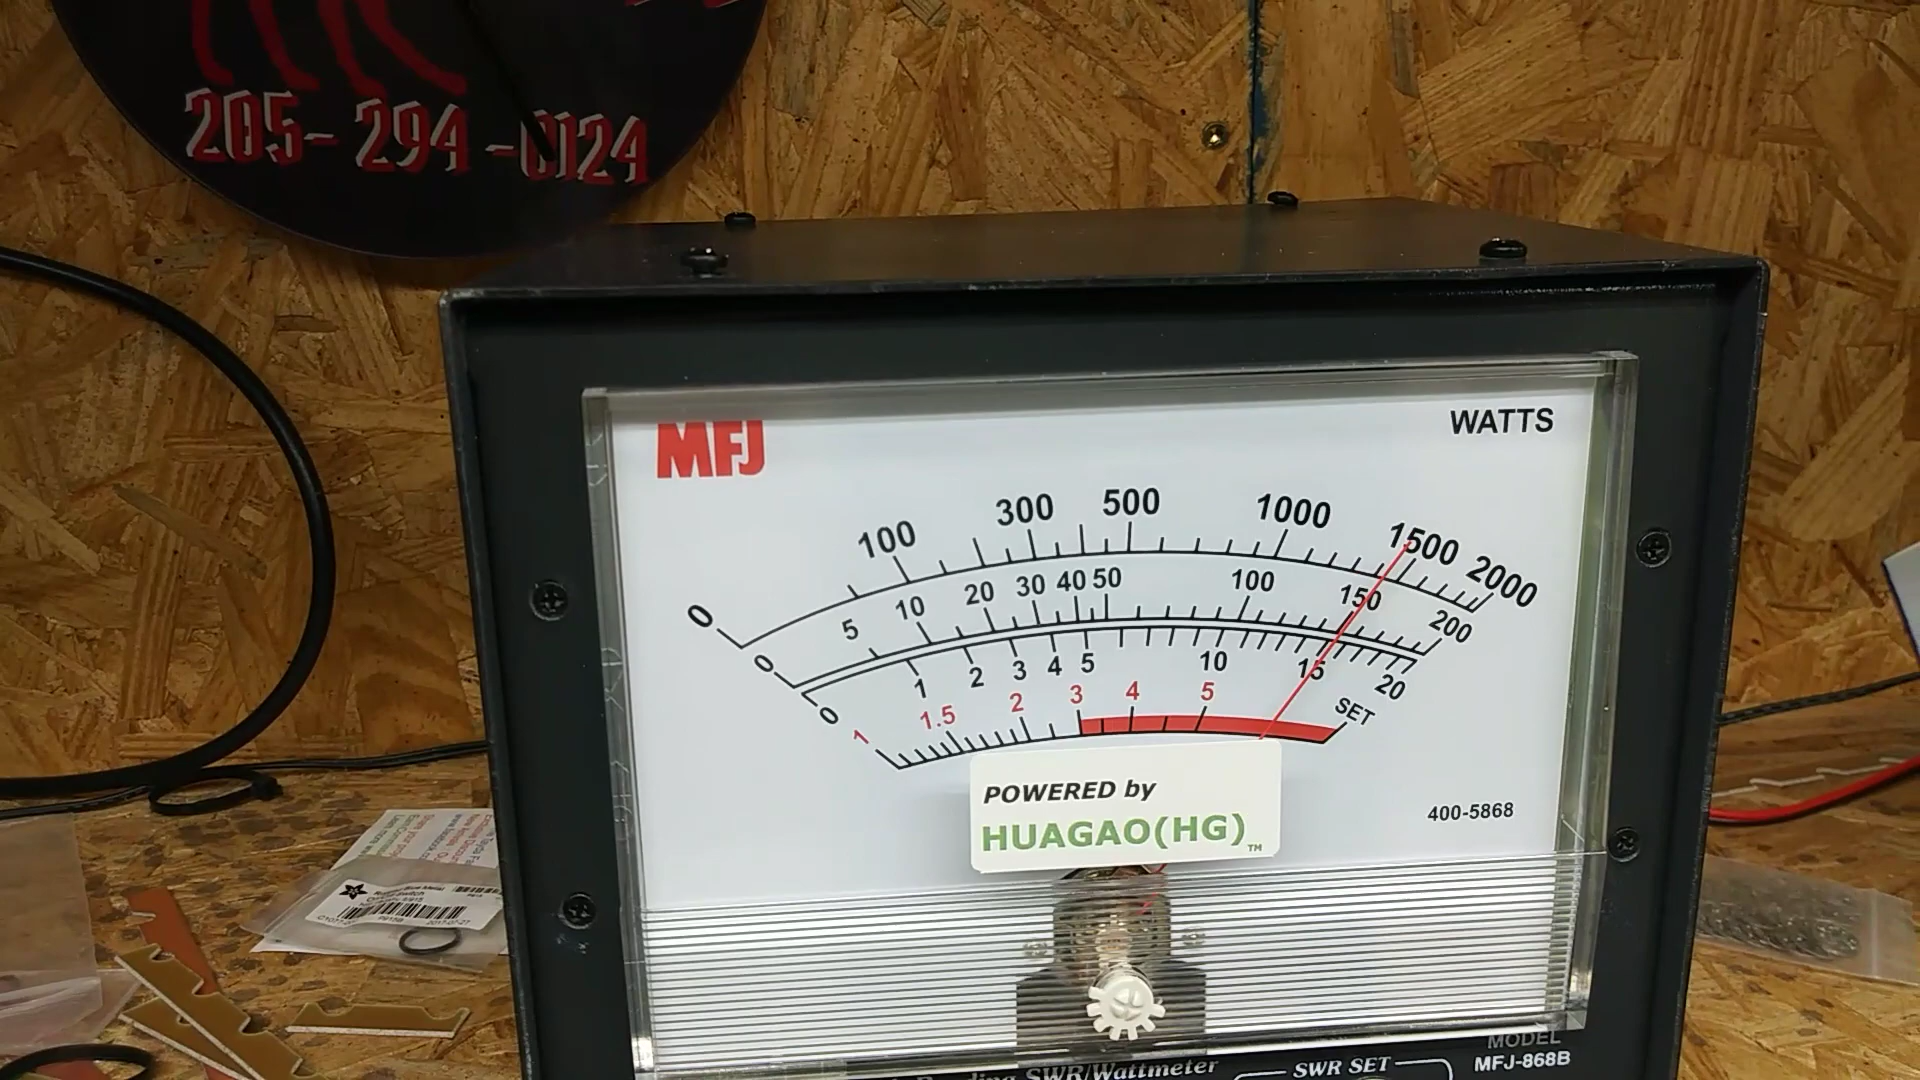 205-294-0124
MFJ
WATTS
0 100 300 500 1000 1500 2000
0 5 10 20 30 40 50 100 150 200
0 1 2 3 4 5 10 15 20
1 1.5 2 3 4 5 SET
POWERED by
HUAGAO(HG)™
400-5868
MODEL
MFJ-868B
SWR/Wattmeter
SWR SET